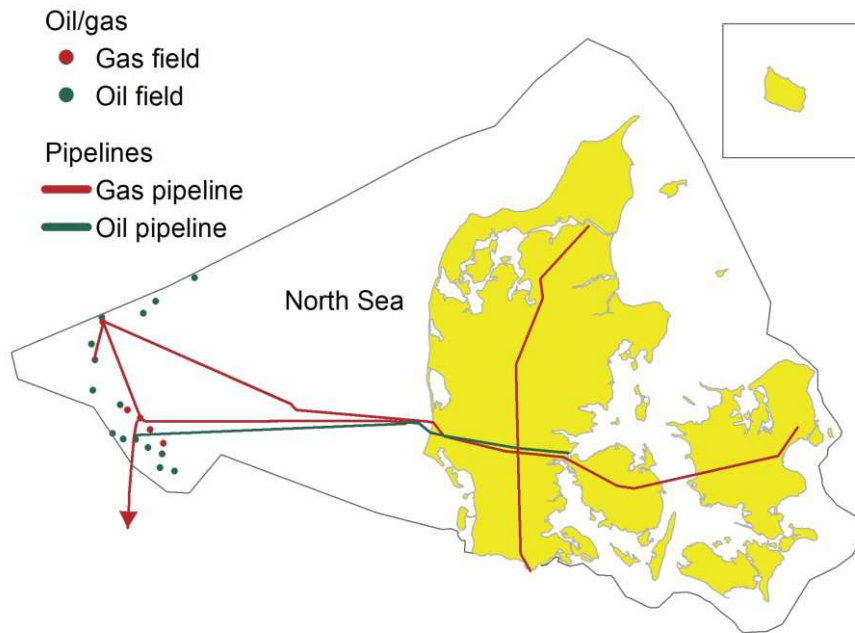 Oil/gas
Gas field
Oil field
Pipelines
Gas pipeline
Oil pipeline
North Sea